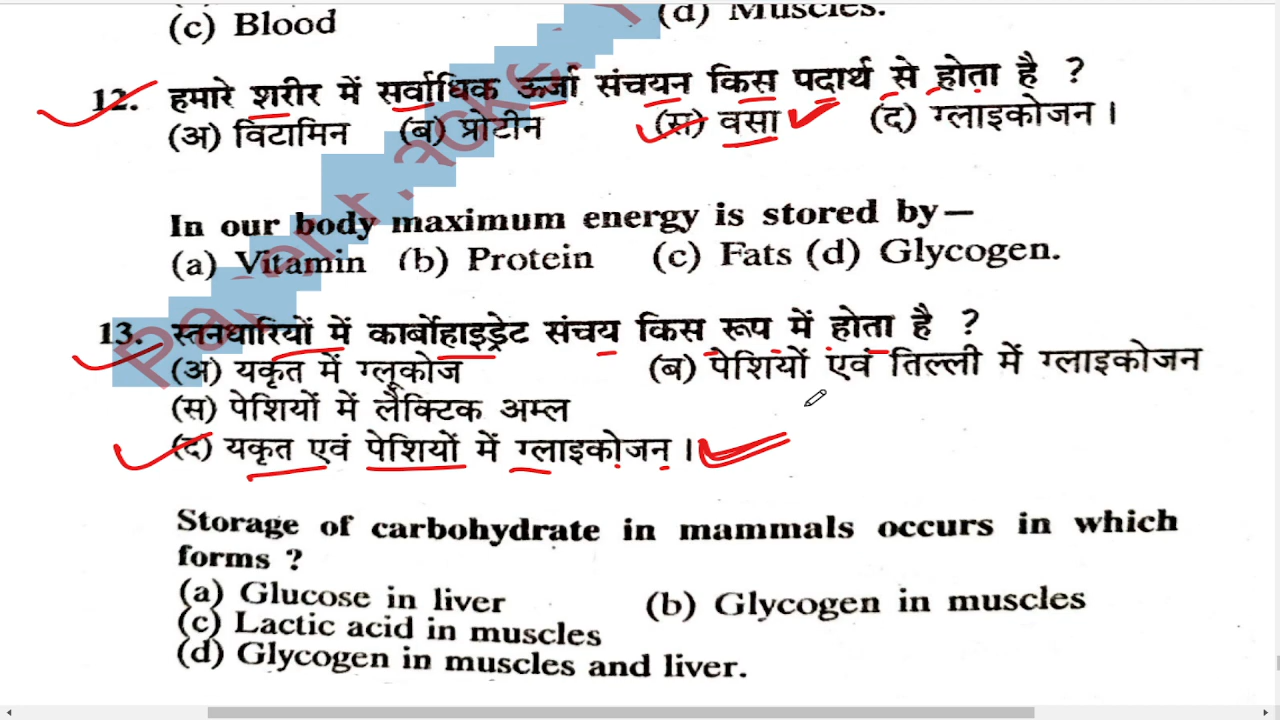 (c) Blood (d) Muscles.
12. हमारे शरीर में सर्वाधिक ऊर्जा संचयन किस पदार्थ से होता है ?
(अ) विटामिन (ब) प्रोटीन (स) वसा (द) ग्लाइकोजन।
In our body maximum energy is stored by—
(a) Vitamin (b) Protein (c) Fats (d) Glycogen.
13. स्तनधारियों में कार्बोहाइड्रेट संचय किस रूप में होता है ?
(अ) यकृत में ग्लूकोज (ब) पेशियों एवं तिल्ली में ग्लाइकोजन
(स) पेशियों में लैक्टिक अम्ल
(द) यकृत एवं पेशियों में ग्लाइकोजन।
Storage of carbohydrate in mammals occurs in which
forms ?
(a) Glucose in liver (b) Glycogen in muscles
(c) Lactic acid in muscles
(d) Glycogen in muscles and liver.